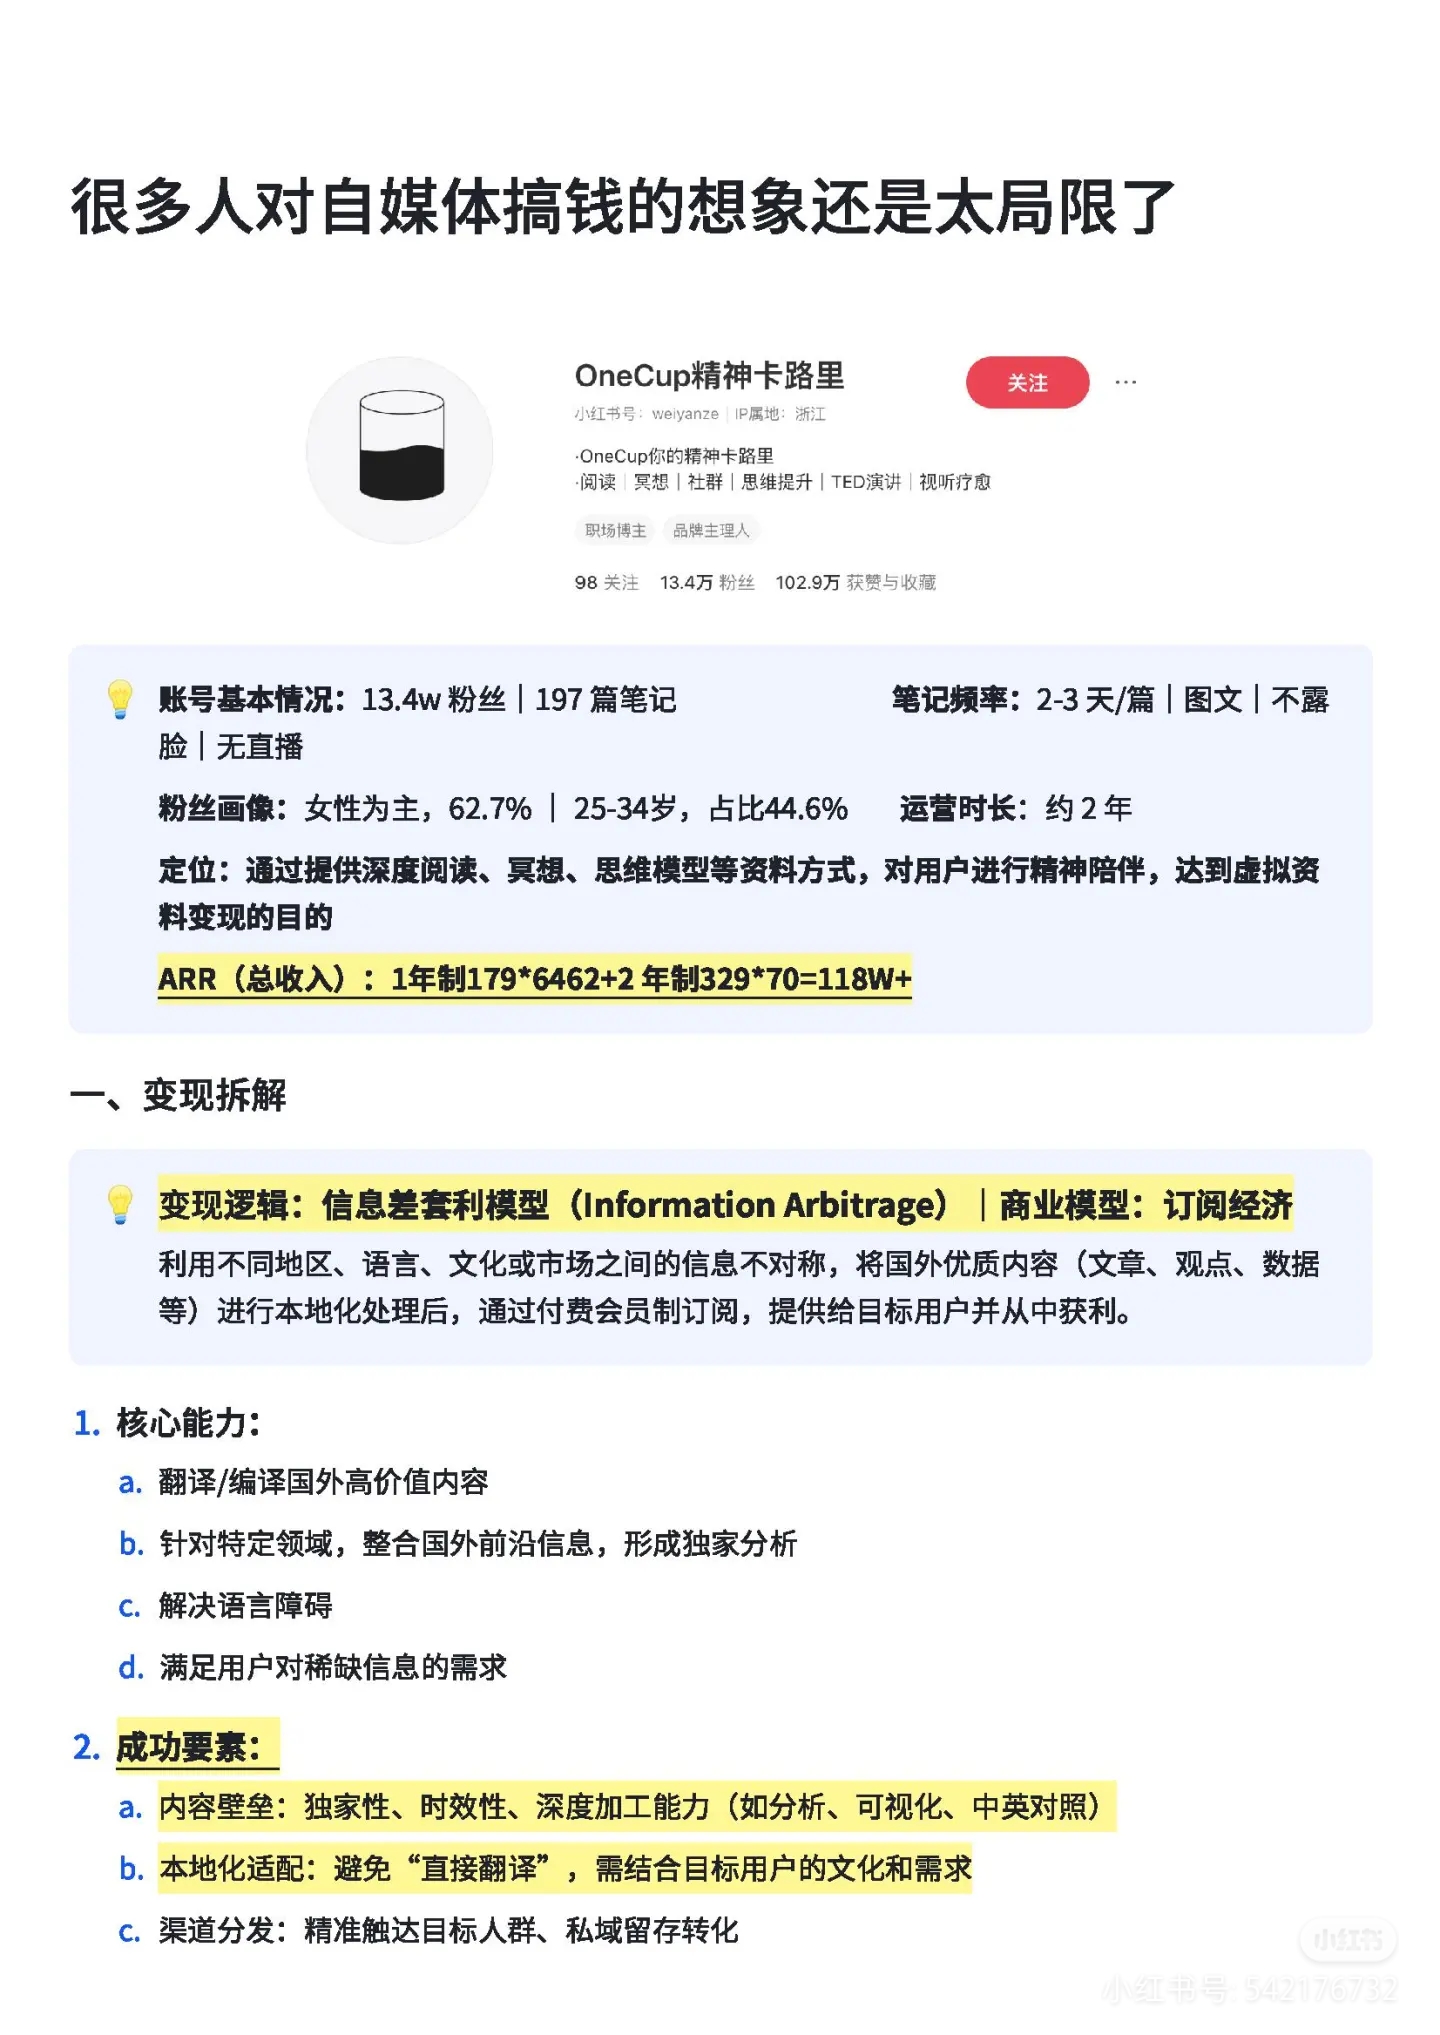 很多人对自媒体搞钱的想象还是太局限了
OneCup精神卡路里
关注
小红书号：weiyanze | IP属地：浙江
·OneCup你的精神卡路里
·阅读｜冥想｜社群｜思维提升｜TED演讲｜视听疗愈
职场博主 品牌主理人
98 关注 13.4万 粉丝 102.9万 获赞与收藏
账号基本情况：13.4w 粉丝｜197 篇笔记 笔记频率：2-3 天/篇｜图文｜不露
脸｜无直播
粉丝画像：女性为主，62.7% ｜ 25-34岁，占比44.6% 运营时长：约 2 年
定位：通过提供深度阅读、冥想、思维模型等资料方式，对用户进行精神陪伴，达到虚拟资
料变现的目的
ARR（总收入）：1年制179*6462+2 年制329*70=118W+
一、变现拆解
变现逻辑：信息差套利模型（Information Arbitrage）｜商业模型：订阅经济
利用不同地区、语言、文化或市场之间的信息不对称，将国外优质内容（文章、观点、数据
等）进行本地化处理后，通过付费会员制订阅，提供给目标用户并从中获利。
1. 核心能力：
a. 翻译/编译国外高价值内容
b. 针对特定领域，整合国外前沿信息，形成独家分析
c. 解决语言障碍
d. 满足用户对稀缺信息的需求
2. 成功要素：
a. 内容壁垒：独家性、时效性、深度加工能力（如分析、可视化、中英对照）
b. 本地化适配：避免“直接翻译”，需结合目标用户的文化和需求
c. 渠道分发：精准触达目标人群、私域留存转化
小红书
小红书号: 542176732